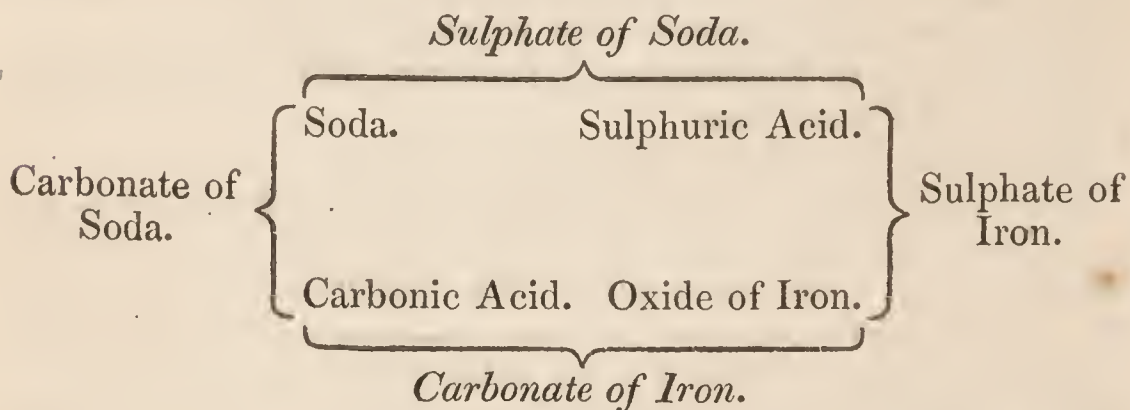 Sulphate of Soda.
Soda. Sulphuric Acid.
Carbonate of
Soda.
Sulphate of
Iron.
Carbonic Acid. Oxide of Iron.
Carbonate of Iron.